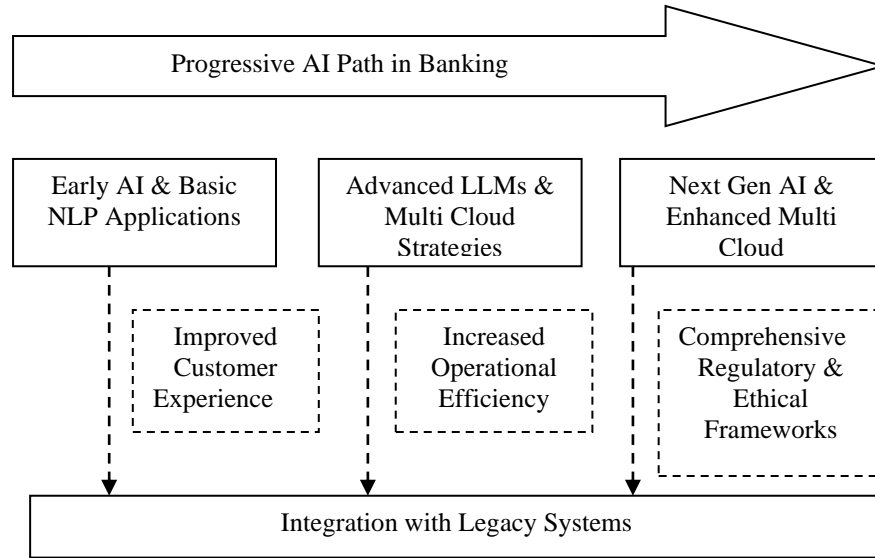 Progressive AI Path in Banking
Early AI & Basic
NLP Applications
Advanced LLMs &
Multi Cloud
Strategies
Next Gen AI &
Enhanced Multi
Cloud
Improved
Customer
Experience
Increased
Operational
Efficiency
Comprehensive
Regulatory &
Ethical
Frameworks
Integration with Legacy Systems